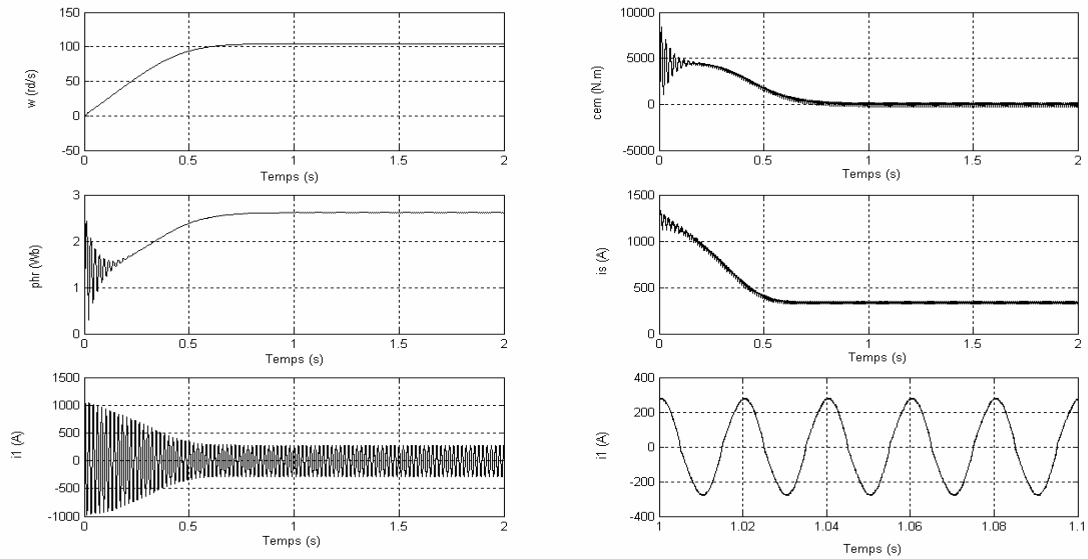 150
100
50
0
-50
w (rd/s)
0 0.5 1 1.5 2
Temps (s)
10000
5000
0
-5000
cem (N.m)
0 0.5 1 1.5 2
Temps (s)
3
2
1
0
phr (Wb)
0 0.5 1 1.5 2
Temps (s)
1500
1000
500
0
is (A)
0 0.5 1 1.5 2
Temps (s)
1500
1000
500
0
-500
-1000
i1 (A)
0 0.5 1 1.5 2
Temps (s)
400
200
0
-200
-400
i1 (A)
1 1.02 1.04 1.06 1.08 1.1
Temps (s)